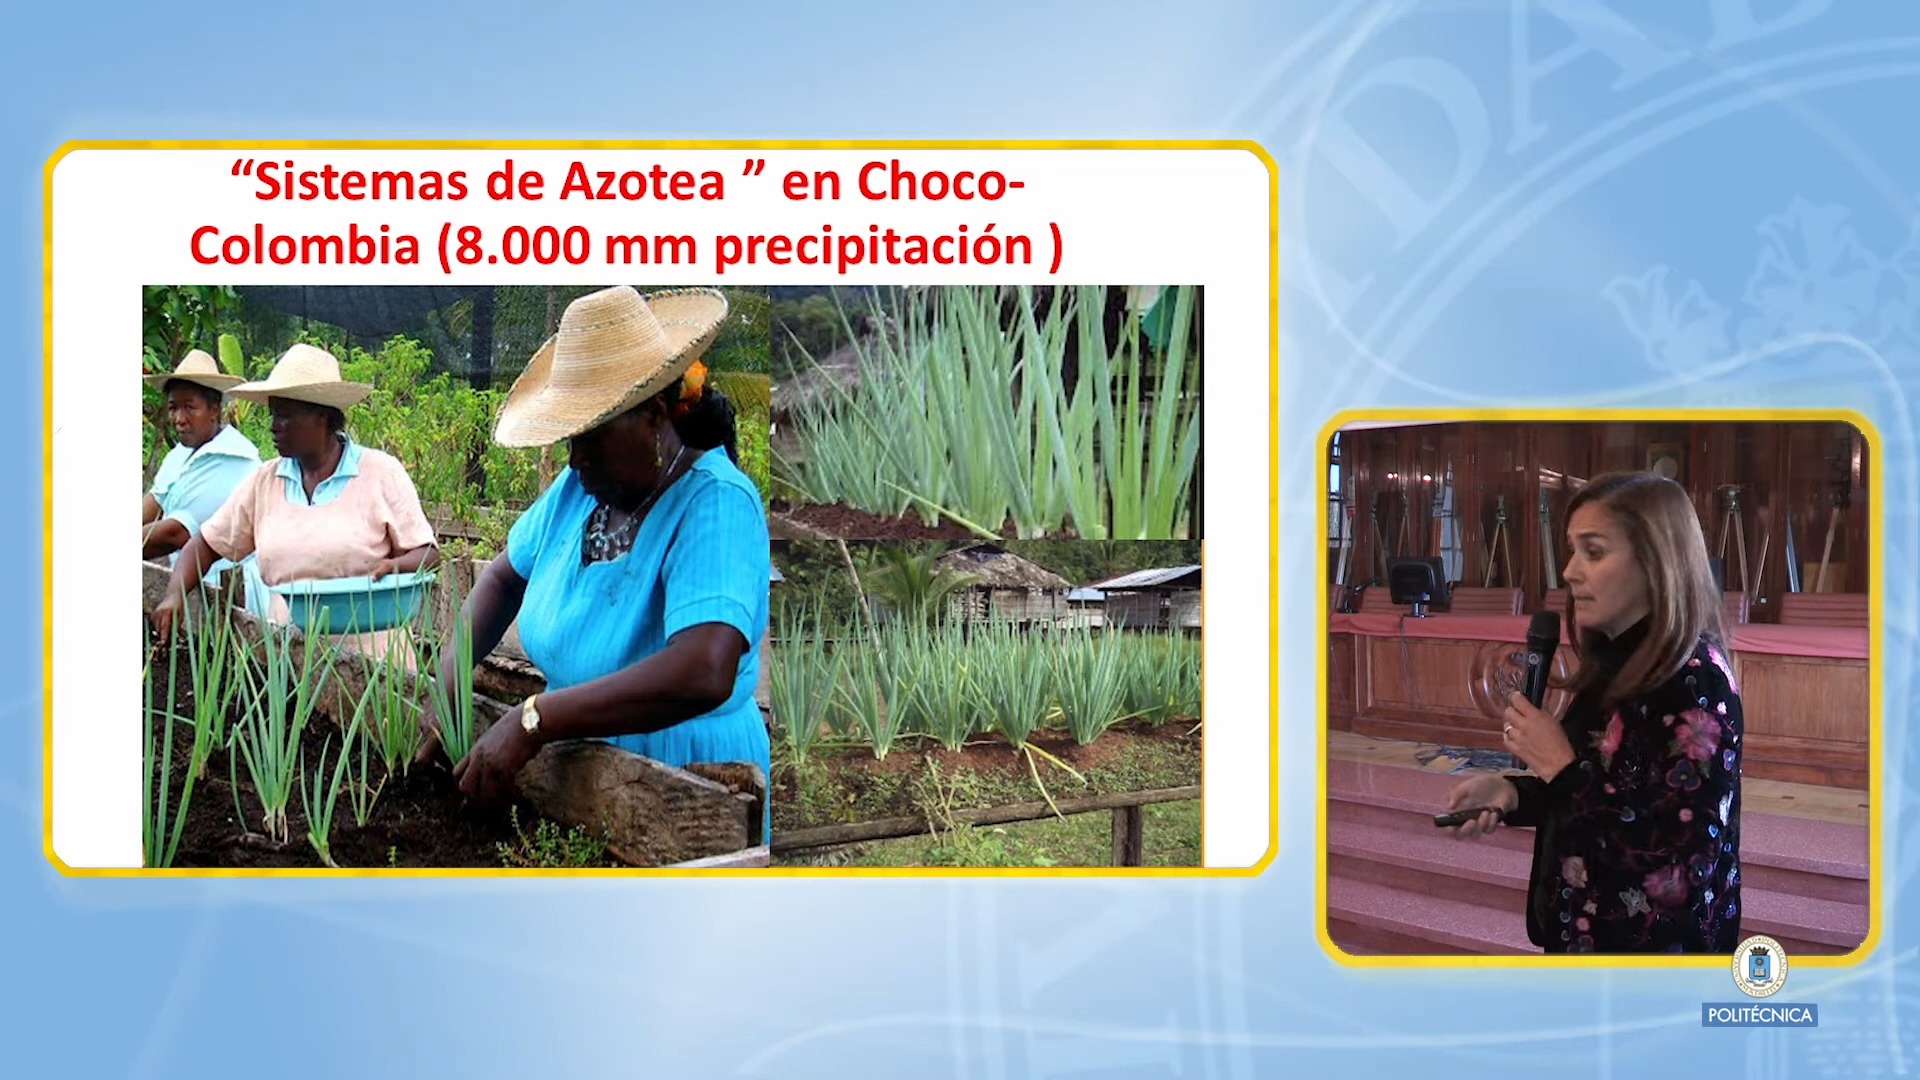 “Sistemas de Azotea ” en Choco-
Colombia (8.000 mm precipitación )
POLITÉCNICA